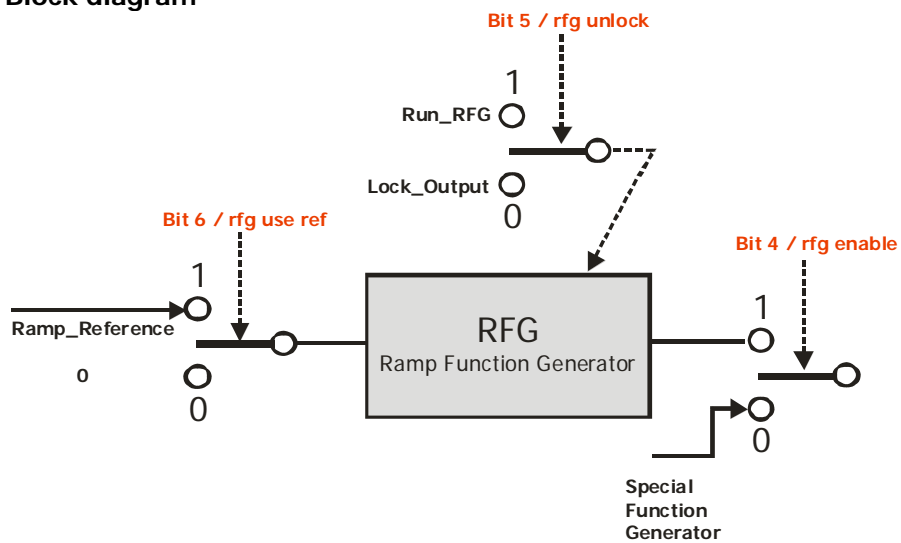 Block diagram
Bit 5 / rfg unlock
1
Run_RFG
Lock_Output
0
Bit 6 / rfg use ref
Bit 4 / rfg enable
1
Ramp_Reference
0
0
RFG
Ramp Function Generator
1
0
Special
Function
Generator